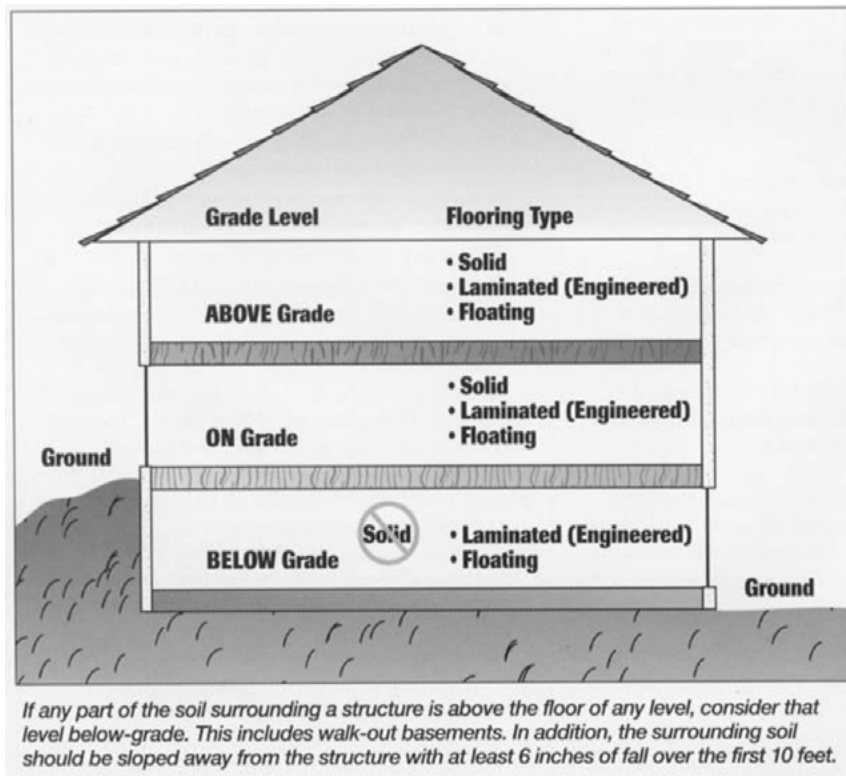 Grade Level Flooring Type
• Solid
• Laminated (Engineered)
ABOVE Grade • Floating
• Solid
• Laminated (Engineered)
ON Grade • Floating
Ground
Solid • Laminated (Engineered)
BELOW Grade • Floating
Ground
If any part of the soil surrounding a structure is above the floor of any level, consider that
level below-grade. This includes walk-out basements. In addition, the surrounding soil
should be sloped away from the structure with at least 6 inches of fall over the first 10 feet.